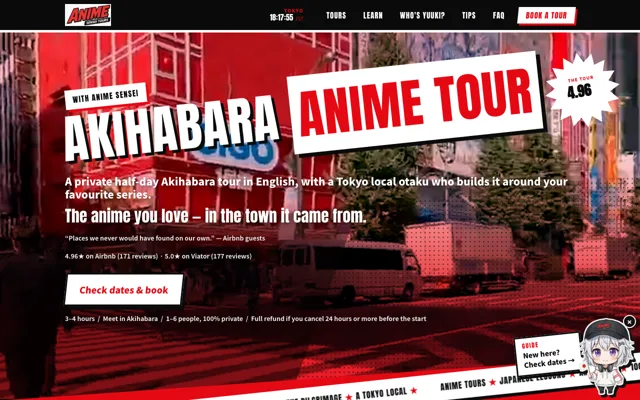 ANIME
TOKYO
18:17:55 JST
TOURS
LEARN
WHO'S YUUKI?
TIPS
FAQ
BOOK A TOUR
WITH ANIME SENSEI
AKIHABARA
ANIME TOUR
THE TOUR
4.96
A private half-day Akihabara tour in English, with a Tokyo local otaku who builds it around your
favourite series.
The anime you love — in the town it came from.
"Places we never would have found on our own." — Airbnb guests
4.96★ on Airbnb (171 reviews) · 5.0★ on Viator (177 reviews)
Check dates & book
3–4 hours / Meet in Akihabara / 1–6 people, 100% private / Full refund if you cancel 24 hours or more before the start
GUIDE
New here?
Check dates →
PILGRIMAGE ★ A TOKYO LOCAL ★ ANIME TOURS ★ JAPANESE LESSONS ★